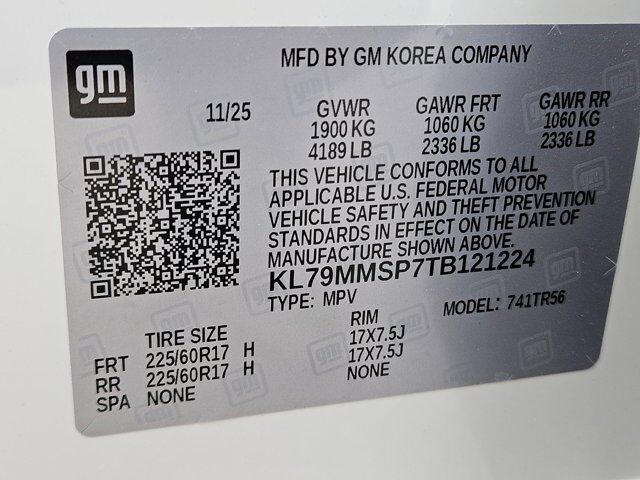 gm
MFD BY GM KOREA COMPANY
11/25 GVWR GAWR FRT GAWR RR
1900 KG 1060 KG 1060 KG
4189 LB 2336 LB 2336 LB
THIS VEHICLE CONFORMS TO ALL
APPLICABLE U.S. FEDERAL MOTOR
VEHICLE SAFETY AND THEFT PREVENTION
STANDARDS IN EFFECT ON THE DATE OF
MANUFACTURE SHOWN ABOVE.
KL79MMSP7TB121224
TYPE: MPV MODEL: 741TR56
TIRE SIZE RIM
FRT 225/60R17 H 17X7.5J
RR 225/60R17 H 17X7.5J
SPA NONE NONE